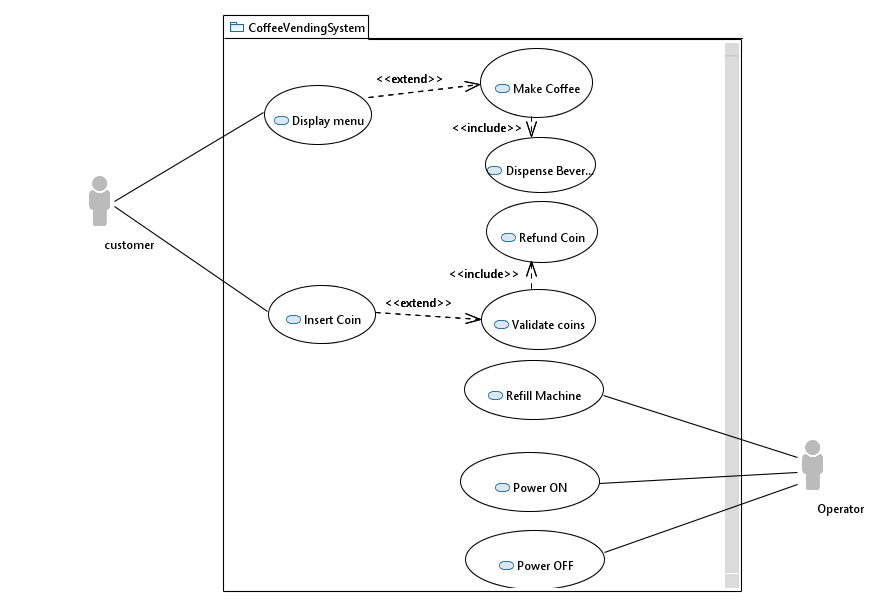 CoffeeVendingSystem
<<extend>>
Make Coffee
Display menu
<<include>>
Dispense Bever...
Refund Coin
customer
<<include>>
<<extend>>
Insert Coin
Validate coins
Refill Machine
Power ON
Operator
Power OFF